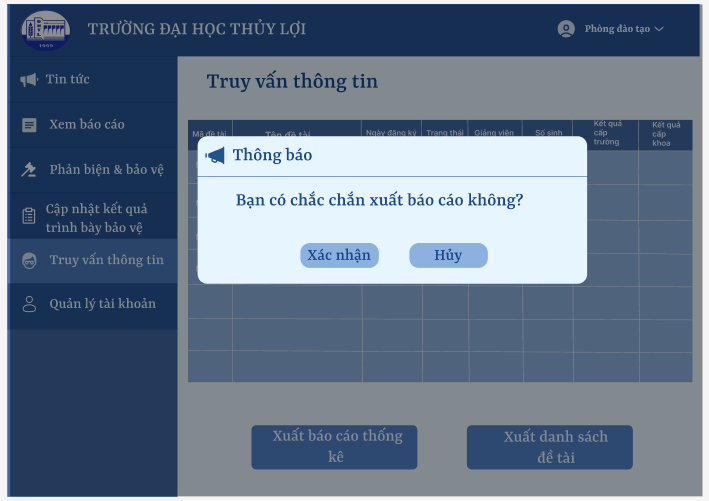 1959
TRƯỜNG ĐẠI HỌC THỦY LỢI
Phòng đào tạo
Tin tức
Xem báo cáo
Phản biện & bảo vệ
Cập nhật kết quả
trình bày bảo vệ
Truy vấn thông tin
Quản lý tài khoản
Truy vấn thông tin
Mã đề tài Tên đề tài Ngày đăng ký Trạng thái Giảng viên Số sinh
Kết quả
cấp
trường
Kết quả
cấp
khoa
Thông báo
Bạn có chắc chắn xuất báo cáo không?
Xác nhận
Hủy
Xuất báo cáo thống
kê
Xuất danh sách
đề tài